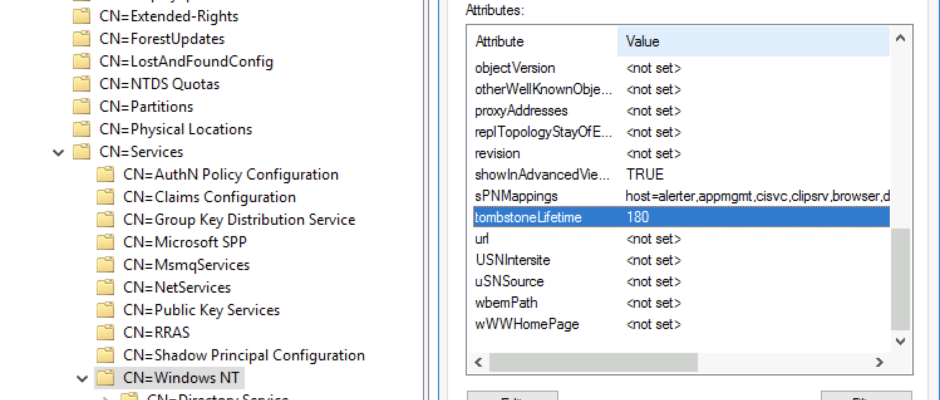 CN=Extended-Rights
CN=ForestUpdates
CN=LostAndFoundConfig
CN=NTDS Quotas
CN=Partitions
CN=Physical Locations
CN=Services
CN=AuthN Policy Configuration
CN=Claims Configuration
CN=Group Key Distribution Service
CN=Microsoft SPP
CN=MsmqServices
CN=NetServices
CN=Public Key Services
CN=RRAS
CN=Shadow Principal Configuration
CN=Windows NT
CN=Directory Service
Attributes:
Attribute Value
objectVersion <not set>
otherWellKnownObje... <not set>
proxyAddresses <not set>
replTopologyStayOfE... <not set>
revision <not set>
showInAdvancedVie... TRUE
sPNMappings host=alerter,appmgmt,cisvc,clipsrv,browser,d
tombstoneLifetime 180
url <not set>
USNIntersite <not set>
uSNSource <not set>
wbemPath <not set>
wWWHomePage <not set>